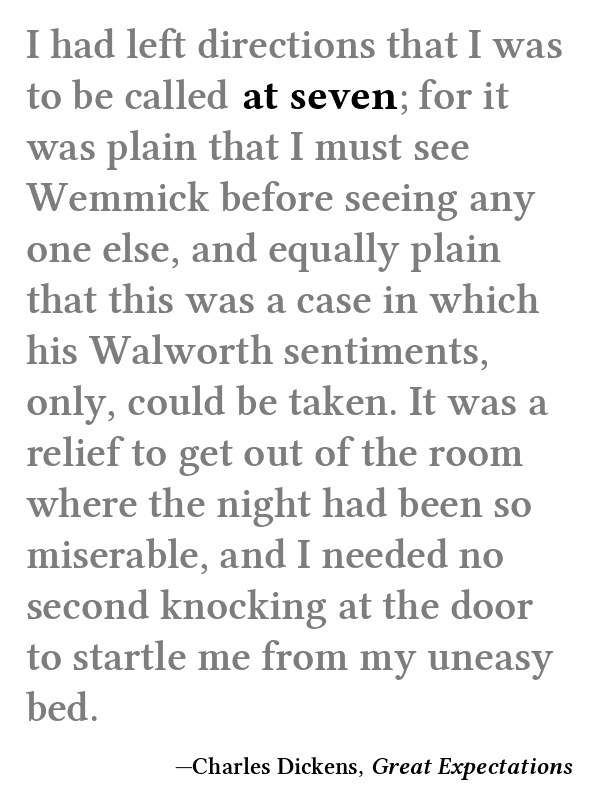 I had left directions that I was
to be called at seven; for it
was plain that I must see
Wemmick before seeing any
one else, and equally plain
that this was a case in which
his Walworth sentiments,
only, could be taken. It was a
relief to get out of the room
where the night had been so
miserable, and I needed no
second knocking at the door
to startle me from my uneasy
bed.
—Charles Dickens, Great Expectations